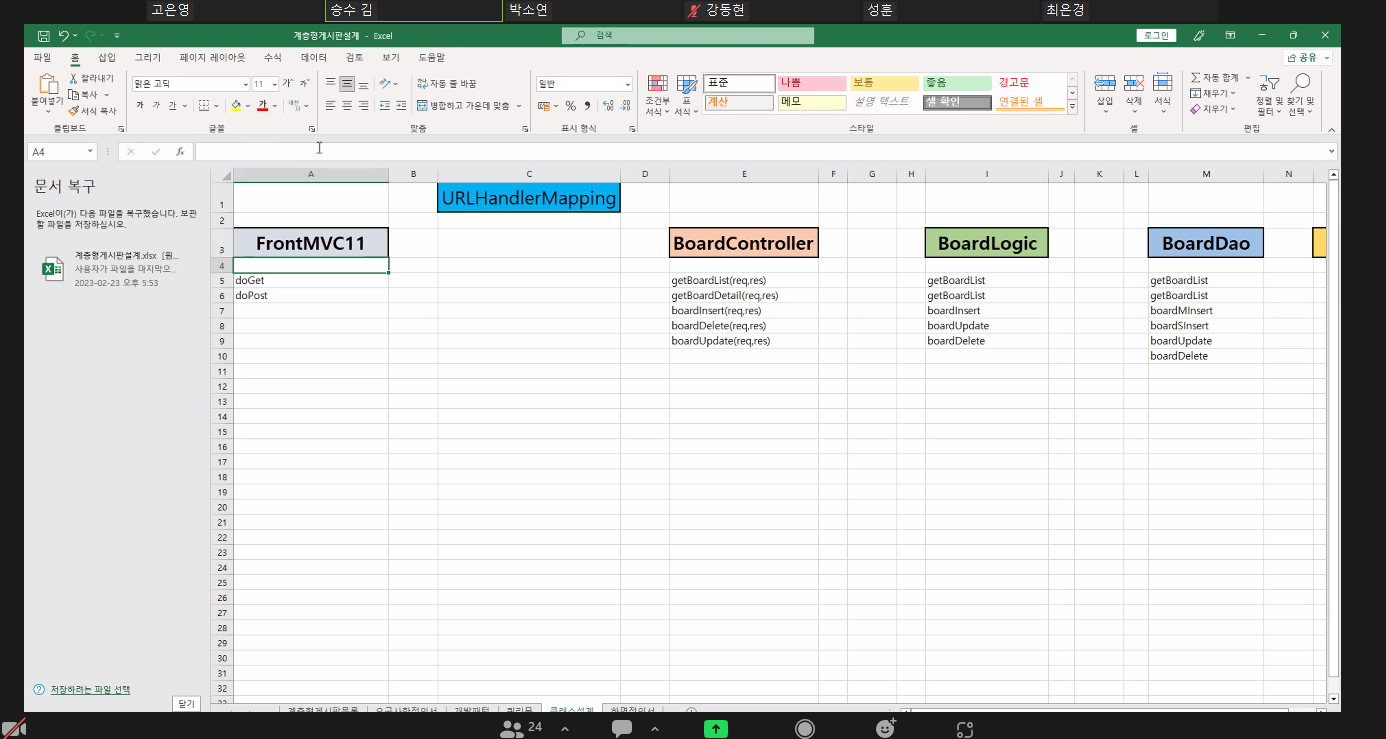 고은영 승수 김 박소연 강동현 성훈 최은경
계층형게시판설계 - Excel 검색 로그인
파일 홈 삽입 그리기 페이지 레이아웃 수식 데이터 검토 보기 도움말 공유
붙여넣기 잘라내기 복사 서식 복사
클립보드
맑은 고딕 11 가 가
가 가 가 가
글꼴
자동 줄 바꿈
병합하고 가운데 맞춤
맞춤
일반
표시 형식
조건부 서식 표 서식
표준 나쁨 보통 좋음 경고문
계산 메모 설명 텍스트 셀 확인 연결된 셀
스타일
삽입 삭제 서식
셀
자동 합계
채우기
지우기
정렬 및 필터 찾기 및 선택
편집
A4 fx
문서 복구
Excel이(가) 다음 파일을 복구했습니다. 보관
할 파일을 저장하십시오.
계층형게시판설계.xlsx [원...
사용자가 파일을 마지막으...
2023-02-23 오후 5:53
저장하려는 파일 선택
닫기
A B C D E F G H I J K L M N
1 URLHandlerMapping
2
3 FrontMVC11 BoardController BoardLogic BoardDao
4
5 doGet getBoardList(req,res) getBoardList getBoardList
6 doPost getBoardDetail(req,res) getBoardList getBoardList
7 boardInsert(req,res) boardInsert boardMInsert
8 boardDelete(req,res) boardUpdate boardSInsert
9 boardUpdate(req,res) boardDelete boardUpdate
10 boardDelete
11
12
13
14
15
16
17
18
19
20
21
22
23
24
25
26
27
28
29
30
31
32
계층형게시판목록 요구사항정의서 개발패턴 쿼리문 클래스설계 화면정의서
24